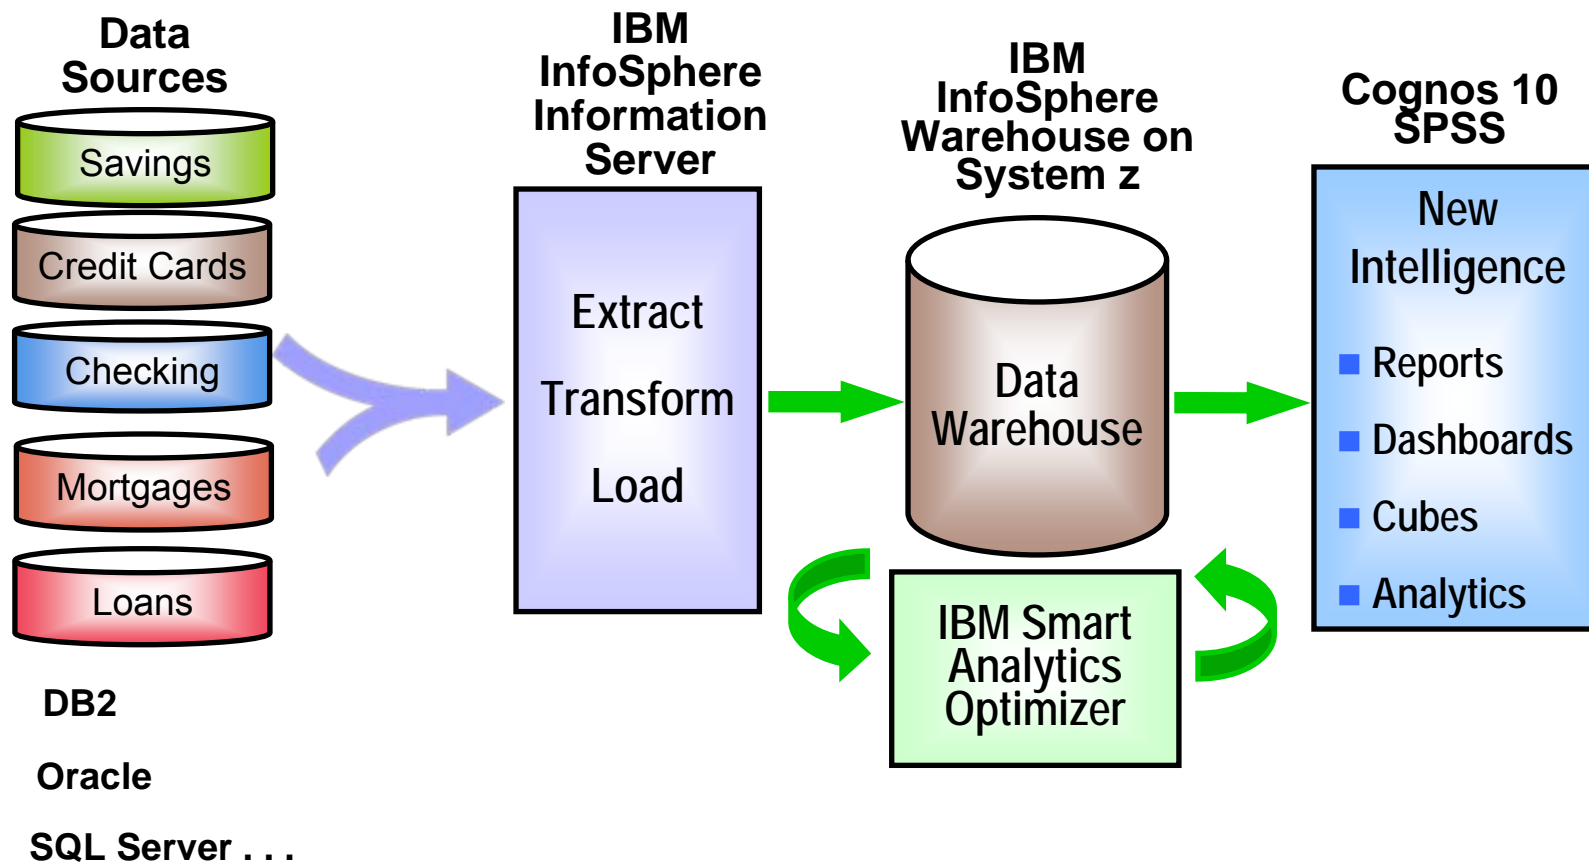 Data
Sources
Savings
Credit Cards
Checking
Mortgages
Loans
DB2
Oracle
SQL Server . . .
IBM
InfoSphere
Information
Server
Extract
Transform
Load
IBM
InfoSphere
Warehouse on
System z
Data
Warehouse
IBM Smart
Analytics
Optimizer
Cognos 10
SPSS
New
Intelligence
Reports
Dashboards
Cubes
Analytics